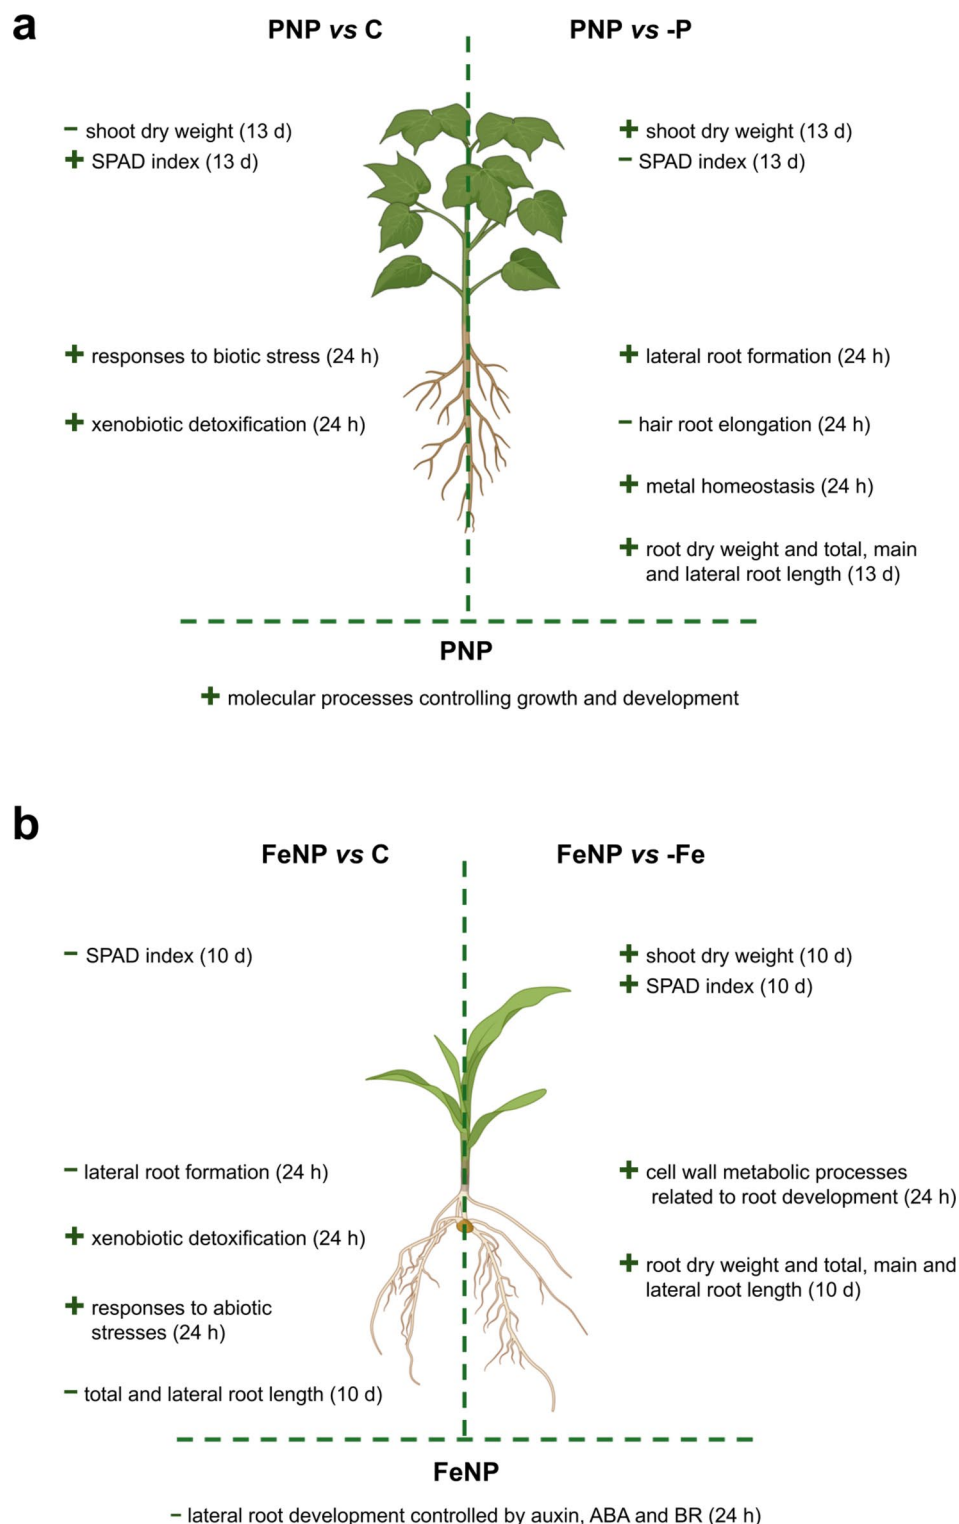 a
PNP vs C
PNP vs -P
− shoot dry weight (13 d)
+ SPAD index (13 d)
+ shoot dry weight (13 d)
− SPAD index (13 d)
+ responses to biotic stress (24 h)
+ xenobiotic detoxification (24 h)
+ lateral root formation (24 h)
− hair root elongation (24 h)
+ metal homeostasis (24 h)
+ root dry weight and total, main
and lateral root length (13 d)
PNP
+ molecular processes controlling growth and development
b
FeNP vs C
FeNP vs -Fe
− SPAD index (10 d)
+ shoot dry weight (10 d)
+ SPAD index (10 d)
− lateral root formation (24 h)
+ xenobiotic detoxification (24 h)
+ responses to abiotic
stresses (24 h)
− total and lateral root length (10 d)
+ cell wall metabolic processes
related to root development (24 h)
+ root dry weight and total, main and
lateral root length (10 d)
FeNP
− lateral root development controlled by auxin, ABA and BR (24 h)